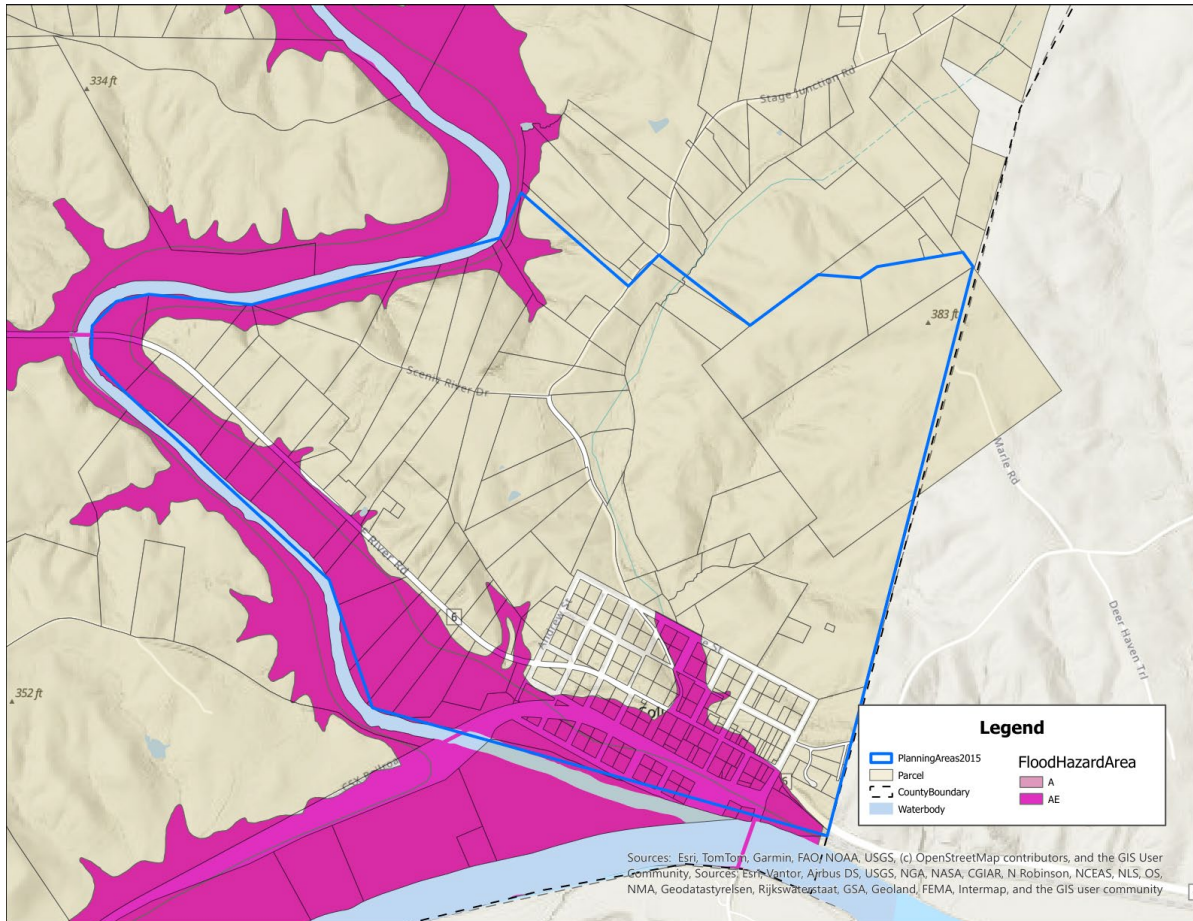 334 ft
Stage Junction Rd
383 ft
Scenic River Dr
Marie Rd
River Rd
6
Andrew St
Deer Haven Trl
352 ft
Legend
PlanningAreas2015
Parcel
CountyBoundary
Waterbody
FloodHazardArea
A
AE
Sources: Esri, TomTom, Garmin, FAO, NOAA, USGS, (c) OpenStreetMap contributors, and the GIS User
Community, Sources: Esri, Vantor, Airbus DS, USGS, NGA, NASA, CGIAR, N Robinson, NCEAS, NLS, OS,
NMA, Geodatastyrelsen, Rijkswaterstaat, GSA, Geoland, FEMA, Intermap, and the GIS user community